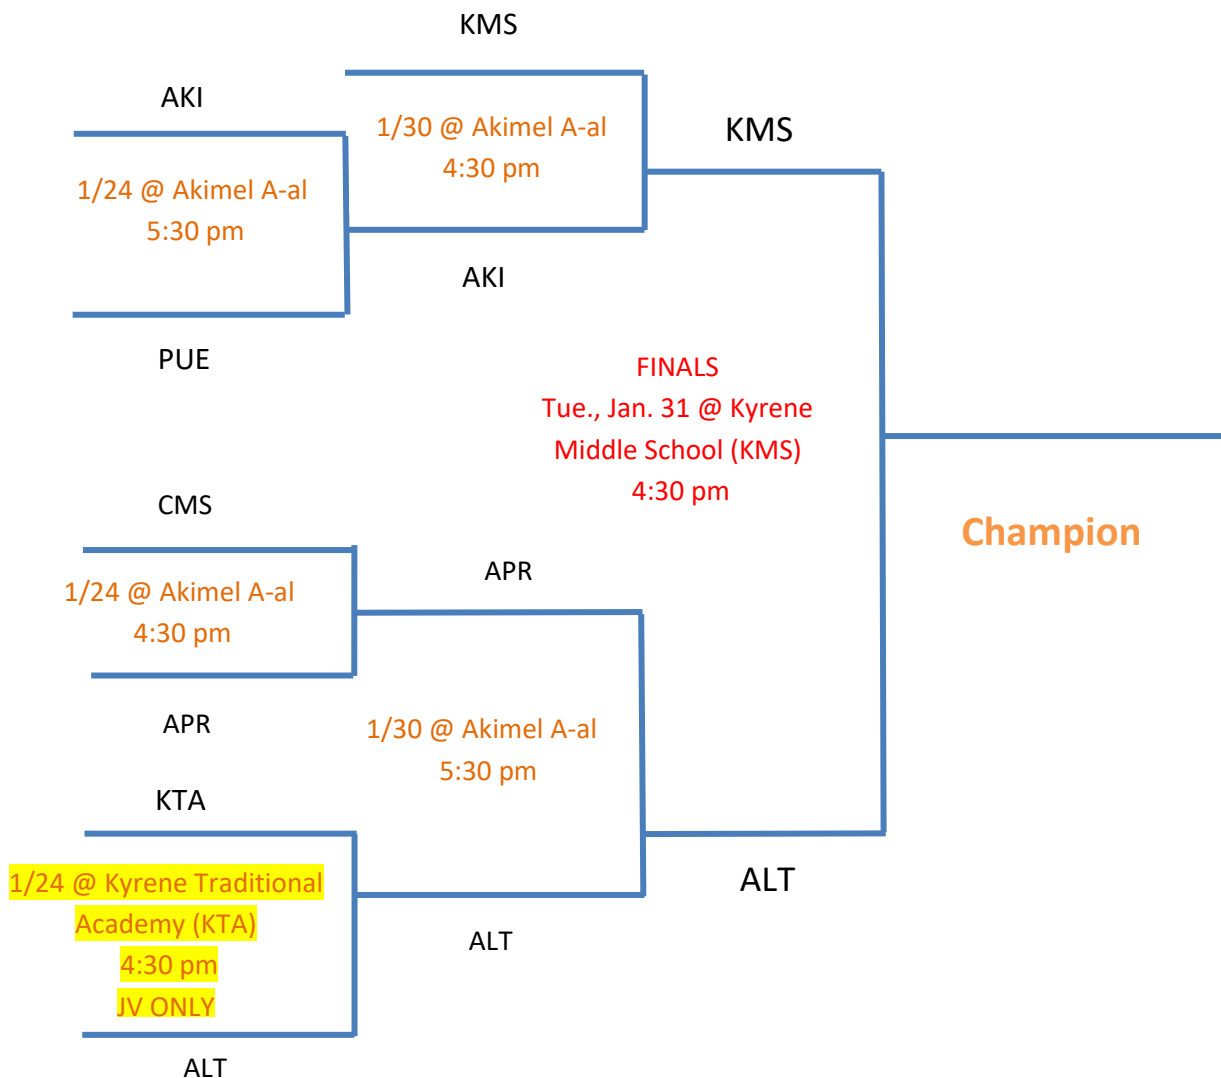 KMS
AKI
1/30 @ Akimel A-al
4:30 pm
KMS
1/24 @ Akimel A-al
5:30 pm
AKI
PUE
FINALS
Tue., Jan. 31 @ Kyrene
Middle School (KMS)
4:30 pm
CMS
Champion
APR
1/24 @ Akimel A-al
4:30 pm
APR
1/30 @ Akimel A-al
5:30 pm
KTA
1/24 @ Kyrene Traditional
Academy (KTA)
4:30 pm
JV ONLY
ALT
ALT
ALT